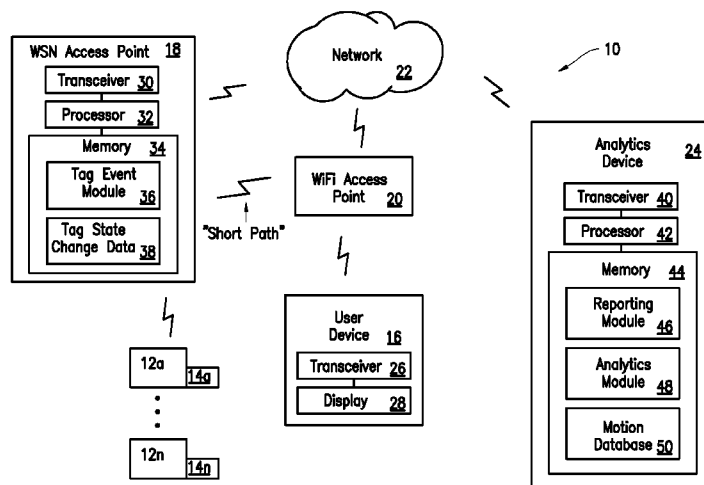 WSN Access Point 18
Transceiver 30
Processor 32
Memory 34
Tag Event
Module 36
Tag State
Change Data 38
Network
22
10
WiFi Access
Point 20
"Short Path"
User
Device 16
Transceiver 26
Display 28
12a
14a
12n
14n
Analytics
Device 24
Transceiver 40
Processor 42
Memory 44
Reporting
Module 46
Analytics
Module 48
Motion
Database 50